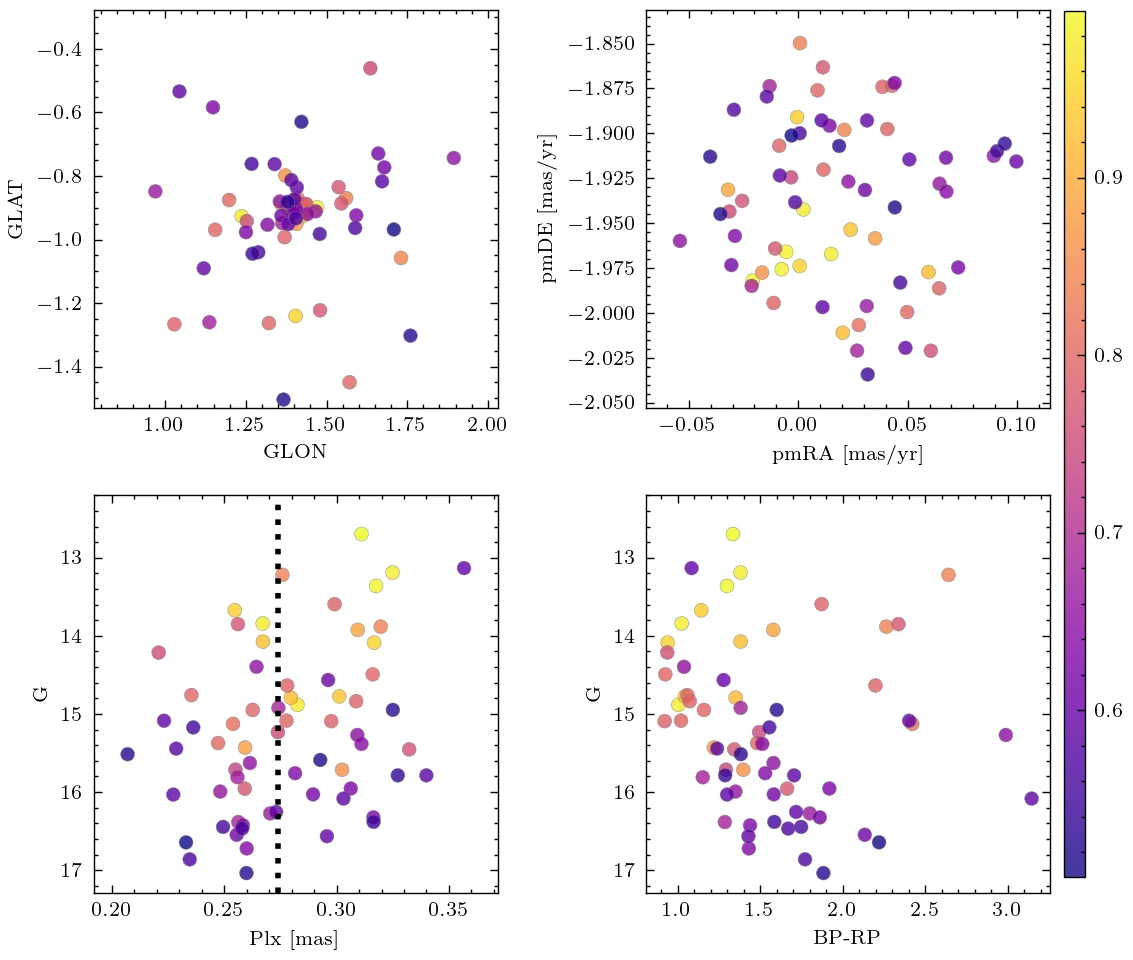 −0.4
−0.6
−0.8
−1.0
−1.2
−1.4
GLAT
1.00 1.25 1.50 1.75 2.00
GLON
−1.850
−1.875
−1.900
−1.925
−1.950
−1.975
−2.000
−2.025
−2.050
pmDE [mas/yr]
−0.05 0.00 0.05 0.10
pmRA [mas/yr]
0.9
0.8
0.7
0.6
13
14
15
16
17
G
0.20 0.25 0.30 0.35
Plx [mas]
13
14
15
16
17
G
1.0 1.5 2.0 2.5 3.0
BP-RP